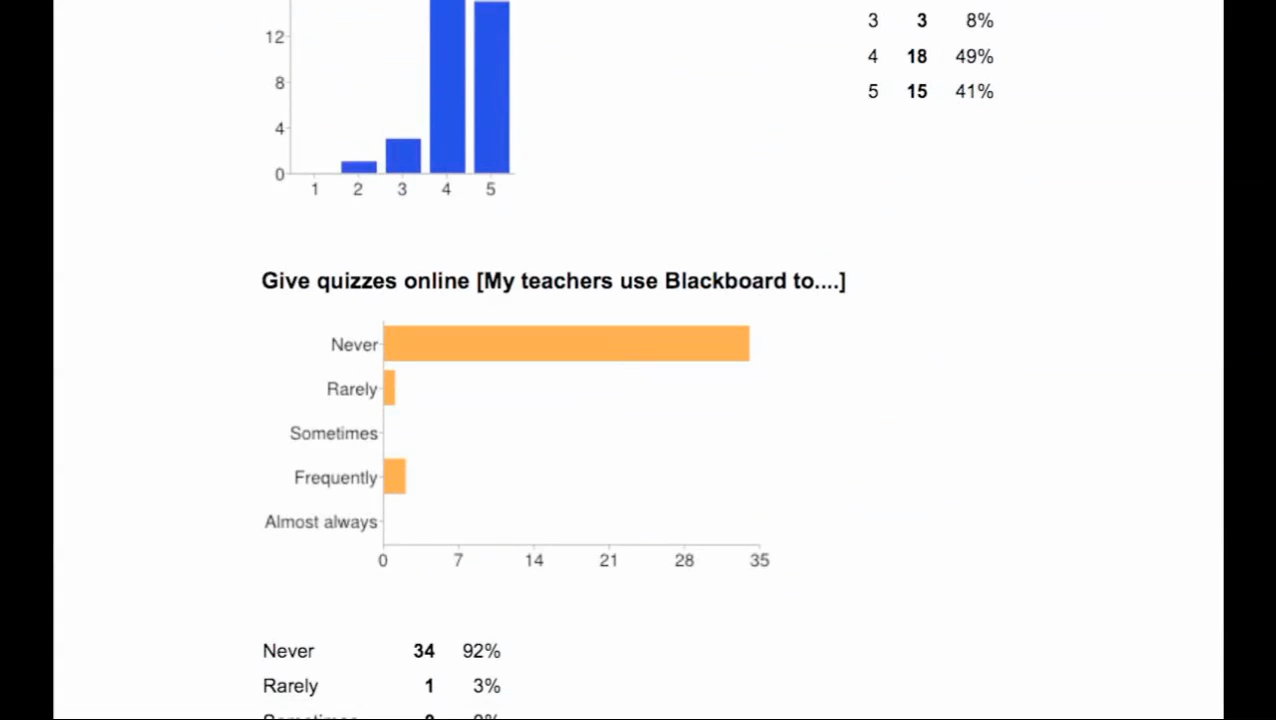 12
8
4
0
1 2 3 4 5
3 3 8%
4 18 49%
5 15 41%
Give quizzes online [My teachers use Blackboard to....]
Never
Rarely
Sometimes
Frequently
Almost always
0 7 14 21 28 35
Never 34 92%
Rarely 1 3%